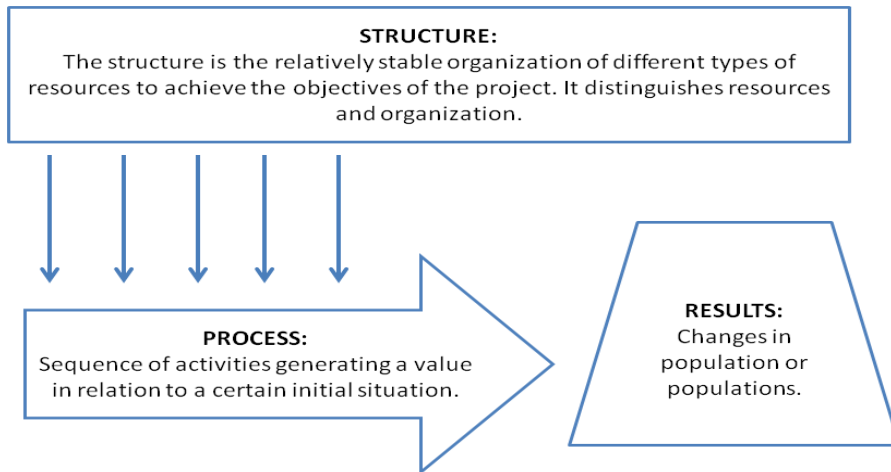 STRUCTURE:
The structure is the relatively stable organization of different types of
resources to achieve the objectives of the project. It distinguishes resources
and organization.
PROCESS:
Sequence of activities generating a value
in relation to a certain initial situation.
RESULTS:
Changes in
population or
populations.